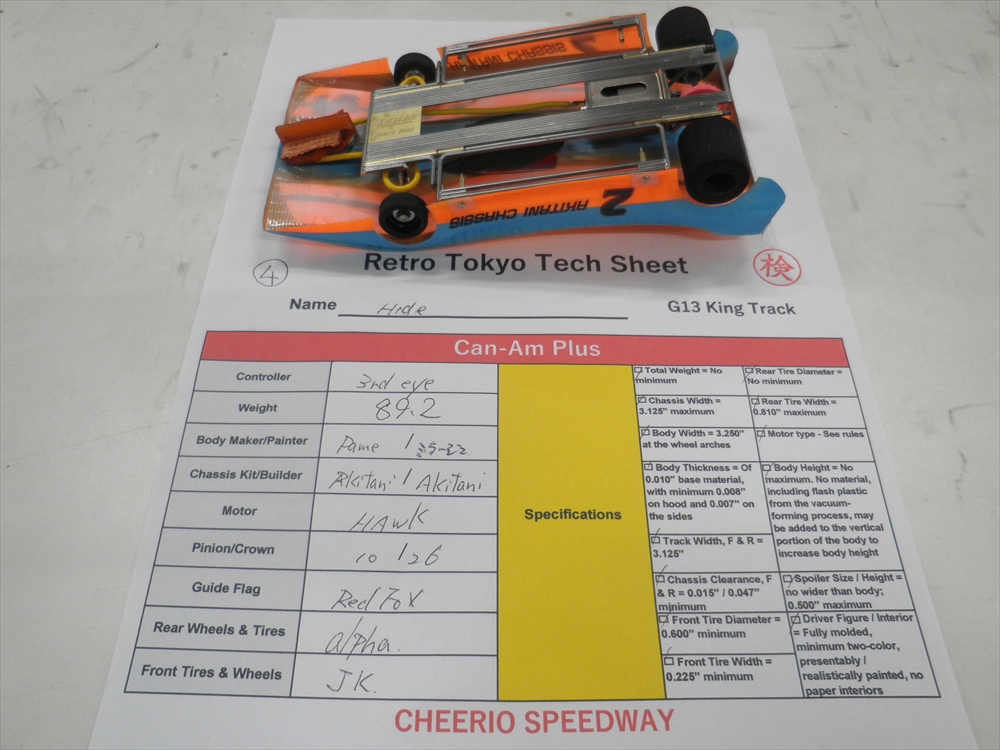 2 AKITANI CHASSIS
Retro Tokyo Tech Sheet
4
検
Name Hide
G13 King Track
Can-Am Plus
Controller 3rd eye
Weight 89.2
Body Maker/Painter
Chassis Kit/Builder Akitani / Akitani
Motor HAWK
Pinion/Crown 10 / 26
Guide Flag Red Fox
Rear Wheels & Tires alpha
Front Tires & Wheels JK.
Specifications
Total Weight = No
minimum
Chassis Width =
3.125" maximum
Body Width = 3.250"
at the wheel arches
Body Thickness = Of
0.010" base material,
with minimum 0.008"
on hood and 0.007" on
the sides
Track Width, F & R =
3.125"
Chassis Clearance, F
& R = 0.015" / 0.047"
minimum
Front Tire Diameter =
0.600" minimum
Front Tire Width =
0.225" minimum
Rear Tire Diameter =
No minimum
Rear Tire Width =
0.810" maximum
Motor type - See rules
Body Height = No
maximum. No material,
including flash plastic
from the vacuum-
forming process, may
be added to the vertical
portion of the body to
increase body height
Spoiler Size / Height =
no wider than body;
0.500" maximum
Driver Figure / Interior
= Fully molded,
minimum two-color,
presentably /
realistically painted, no
paper interiors
CHEERIO SPEEDWAY